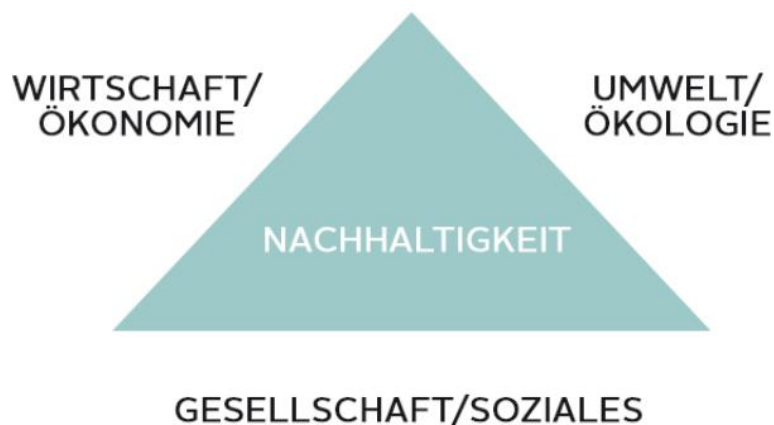 WIRTSCHAFT/
ÖKONOMIE
UMWELT/
ÖKOLOGIE
NACHHALTIGKEIT
GESELLSCHAFT/SOZIALES